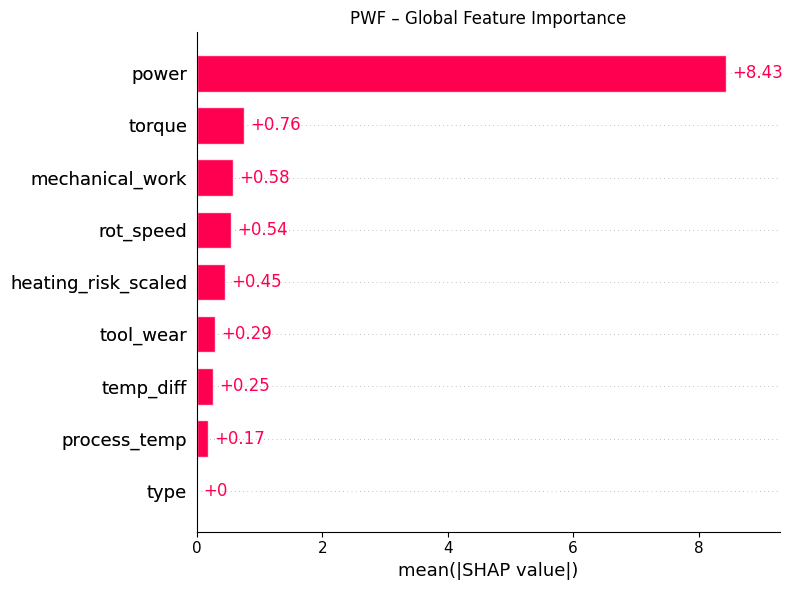 PWF – Global Feature Importance
power +8.43
torque +0.76
mechanical_work +0.58
rot_speed +0.54
heating_risk_scaled +0.45
tool_wear +0.29
temp_diff +0.25
process_temp +0.17
type +0
0 2 4 6 8
mean(|SHAP value|)